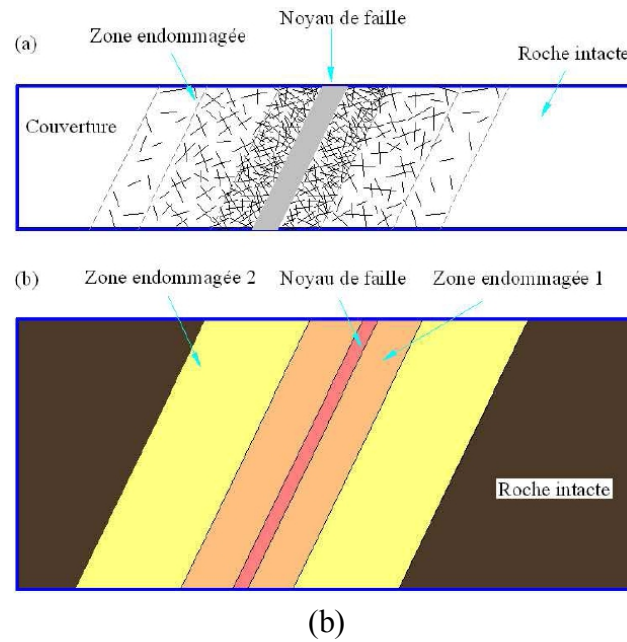 Noyau de faille
Zone endommagée
(a)
Roche intacte
Couverture
(b)
Zone endommagée 2
Noyau de faille
Zone endommagée 1
Roche intacte
(b)